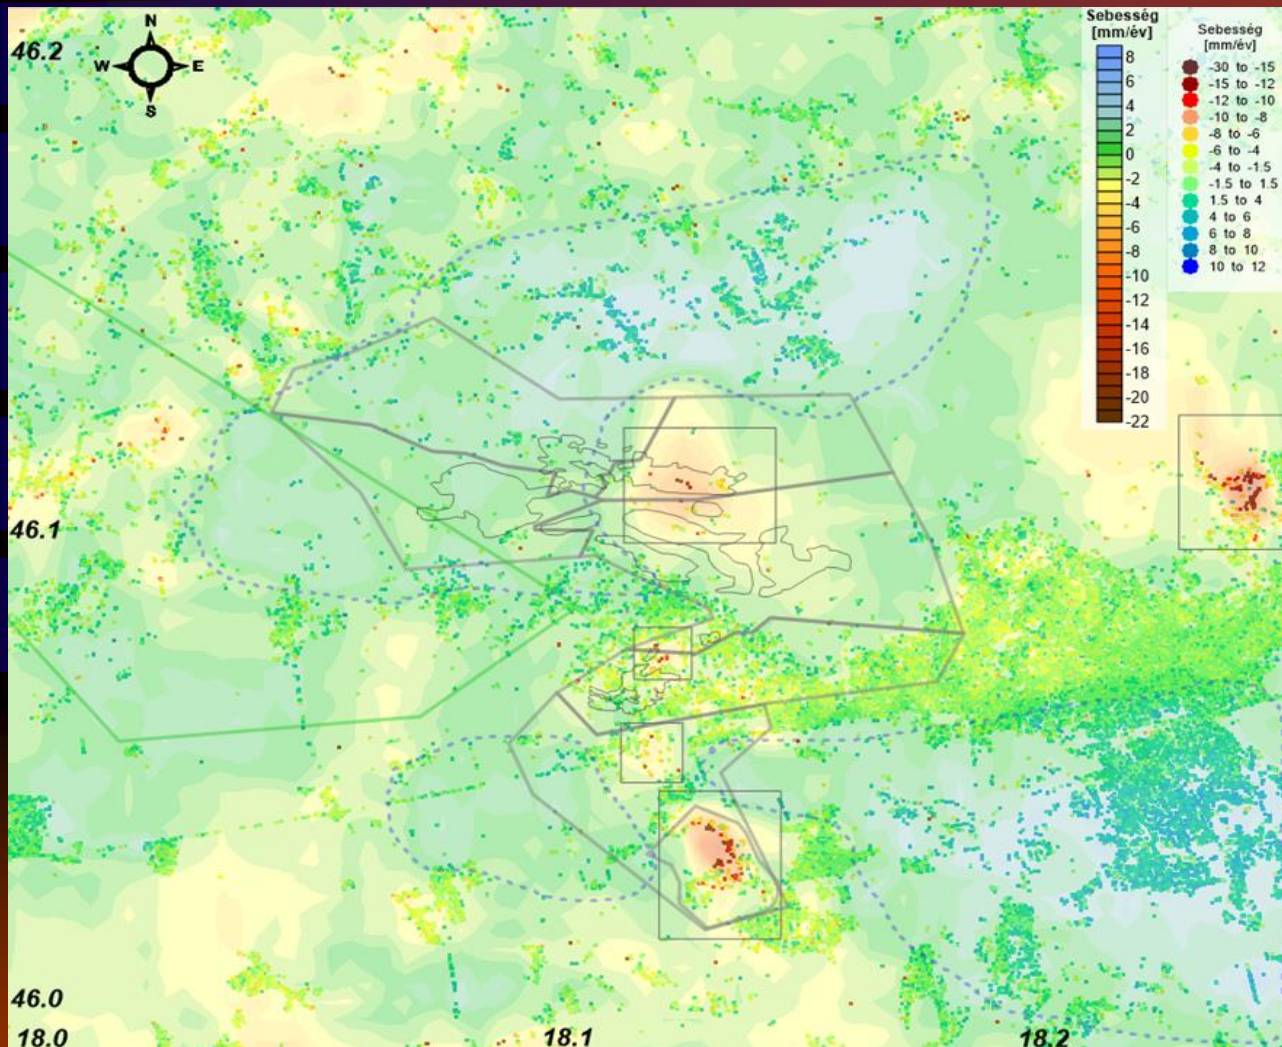 46.2
N
W E
S
46.1
46.0
18.0 18.1 18.2
Sebesség
[mm/év]
8
6
4
2
0
-2
-4
-6
-8
-10
-12
-14
-16
-18
-20
-22
Sebesség
[mm/év]
-30 to -15
-15 to -12
-12 to -10
-10 to -8
-8 to -6
-6 to -4
-4 to -1.5
-1.5 to 1.5
1.5 to 4
4 to 6
6 to 8
8 to 10
10 to 12